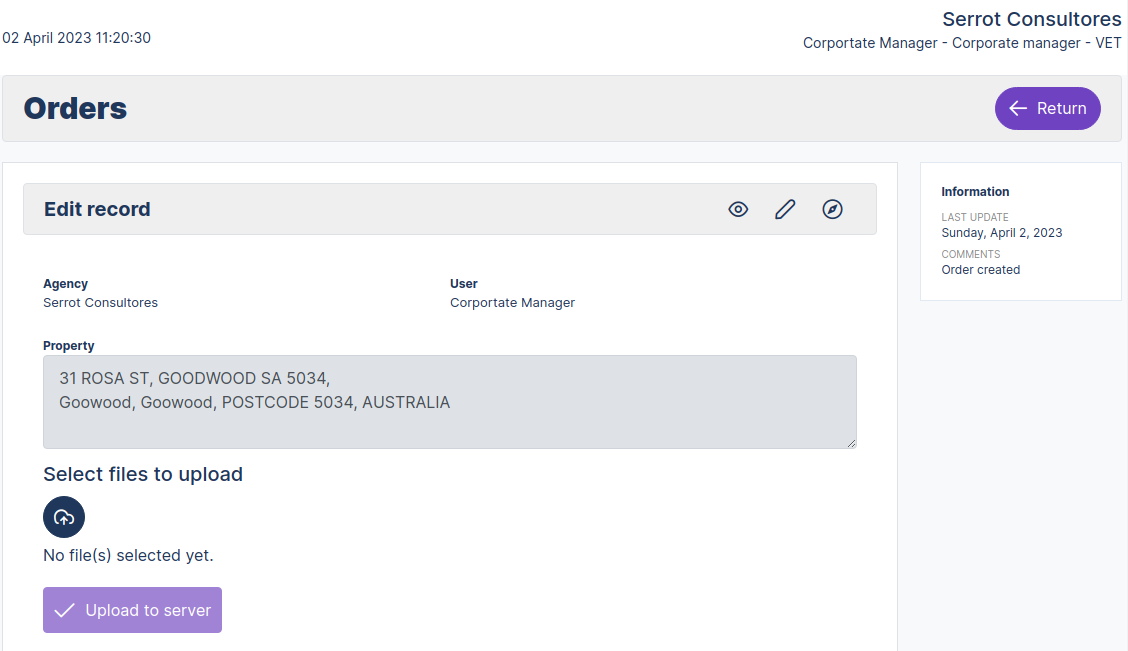 Serrot Consultores
02 April 2023 11:20:30
Corportate Manager - Corporate manager - VET
Orders
Return
Edit record
Agency
Serrot Consultores
User
Corportate Manager
Property
31 ROSA ST, GOODWOOD SA 5034,
Goowood, Goowood, POSTCODE 5034, AUSTRALIA
Select files to upload
No file(s) selected yet.
Upload to server
Information
LAST UPDATE
Sunday, April 2, 2023
COMMENTS
Order created